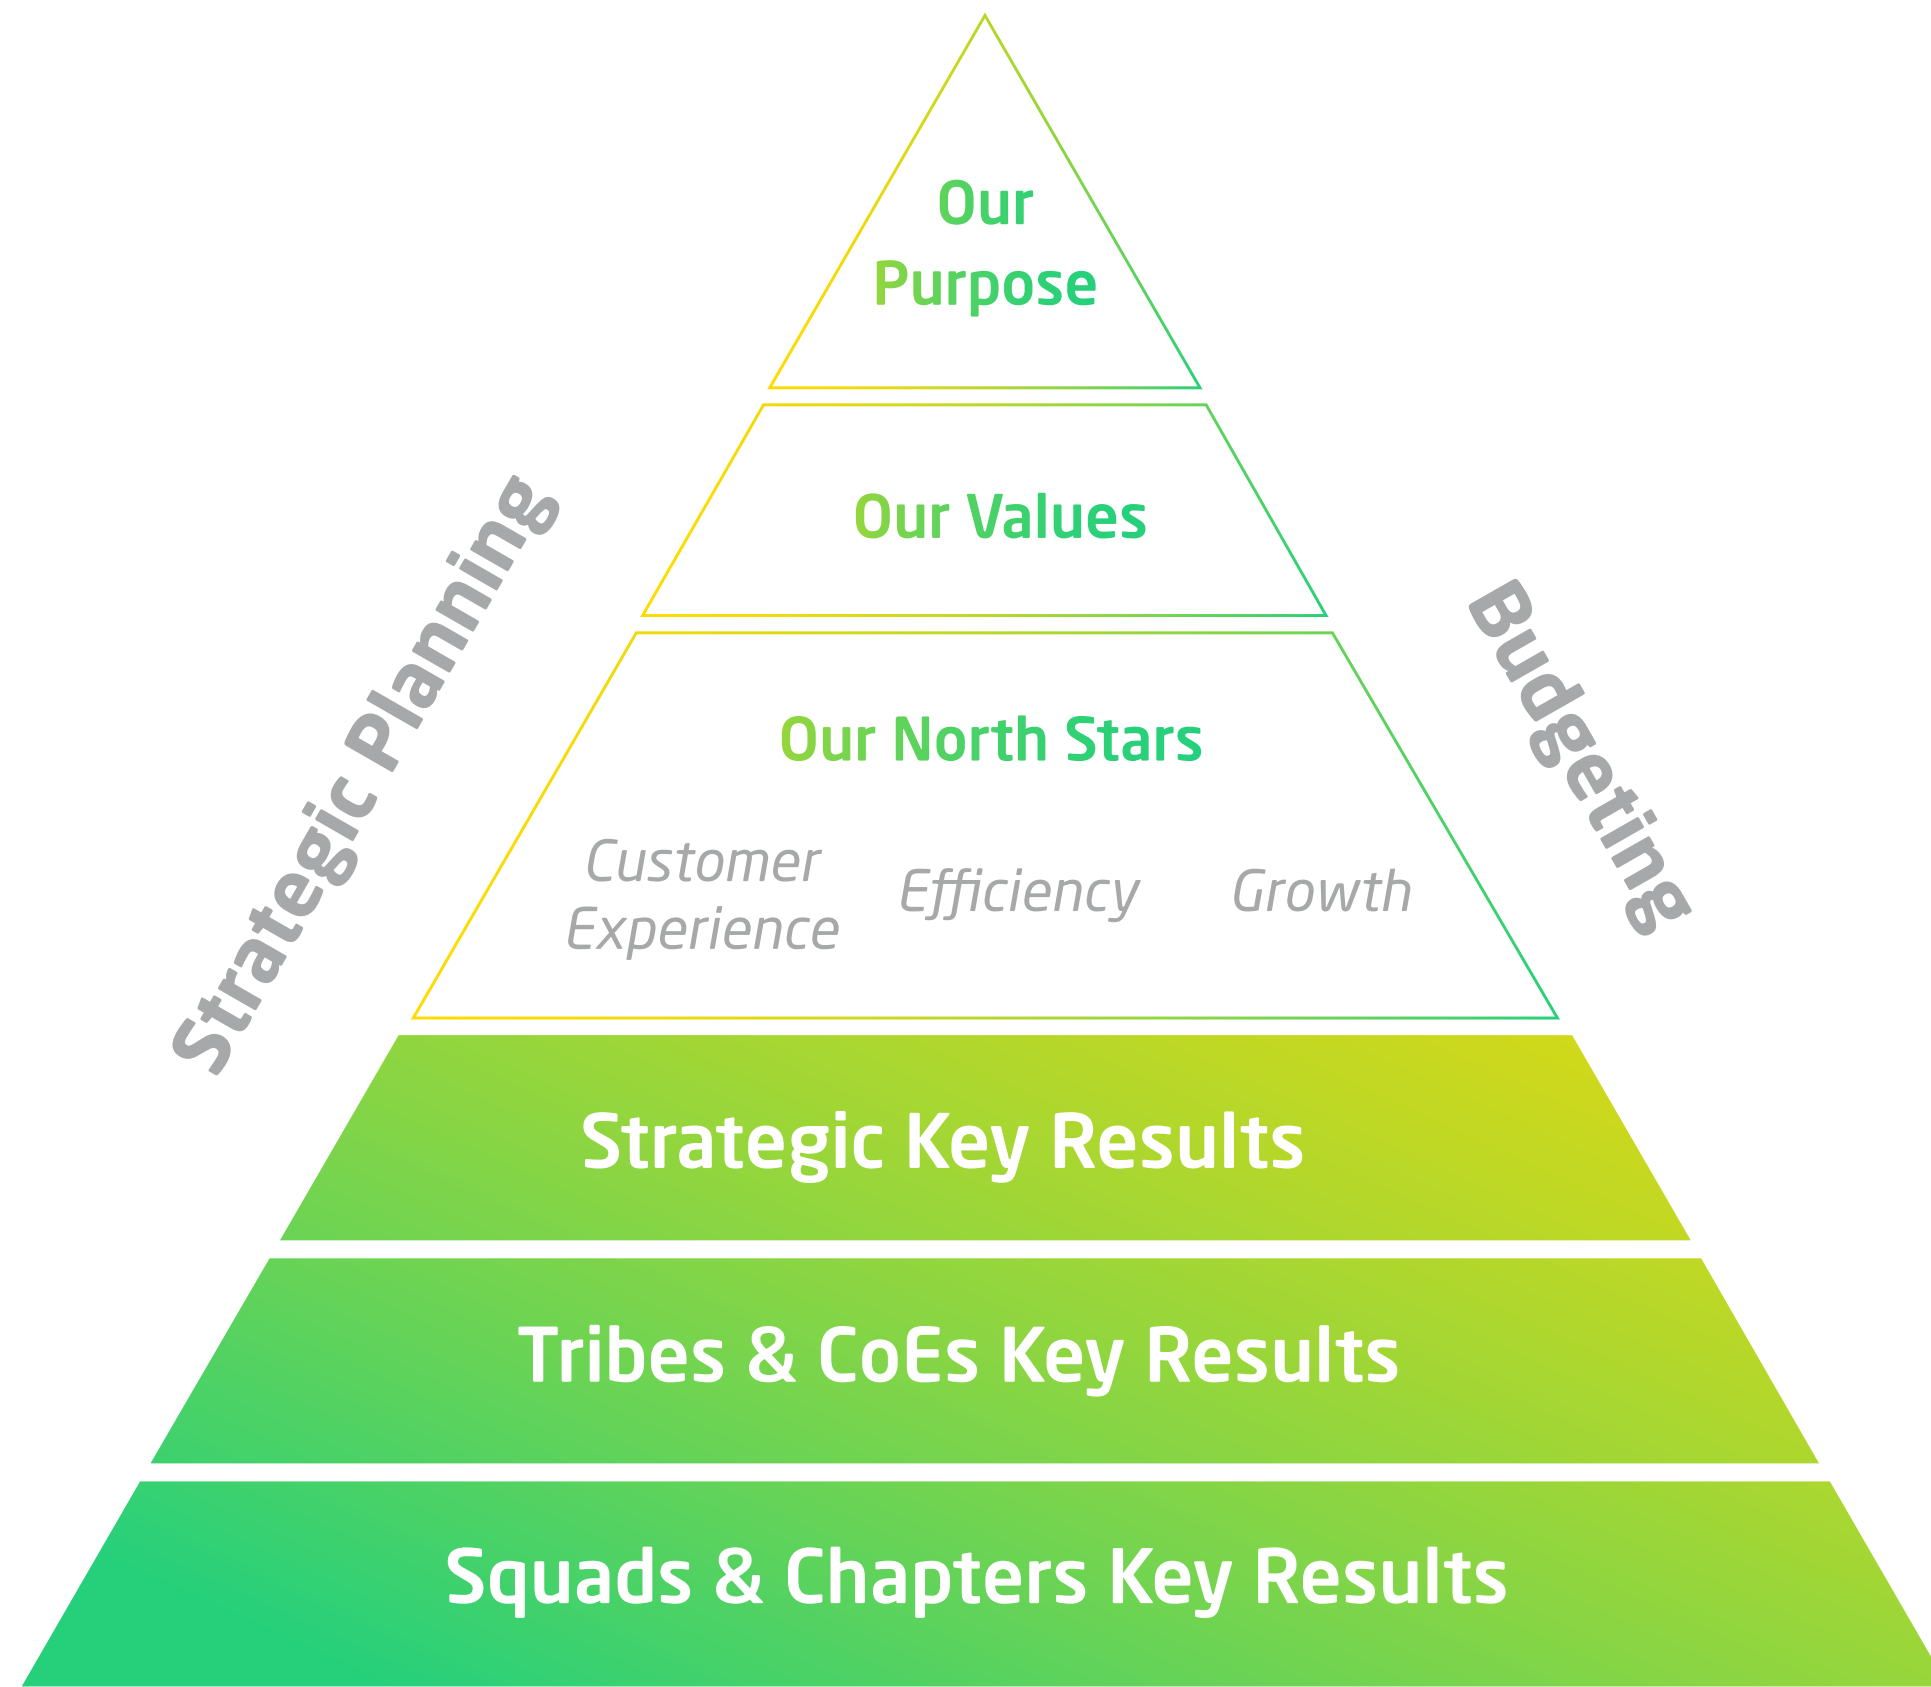 Our
Purpose
Our Values
Strategic Planning
Budgeting
Our North Stars
Customer
Experience
Efficiency
Growth
Strategic Key Results
Tribes & CoEs Key Results
Squads & Chapters Key Results